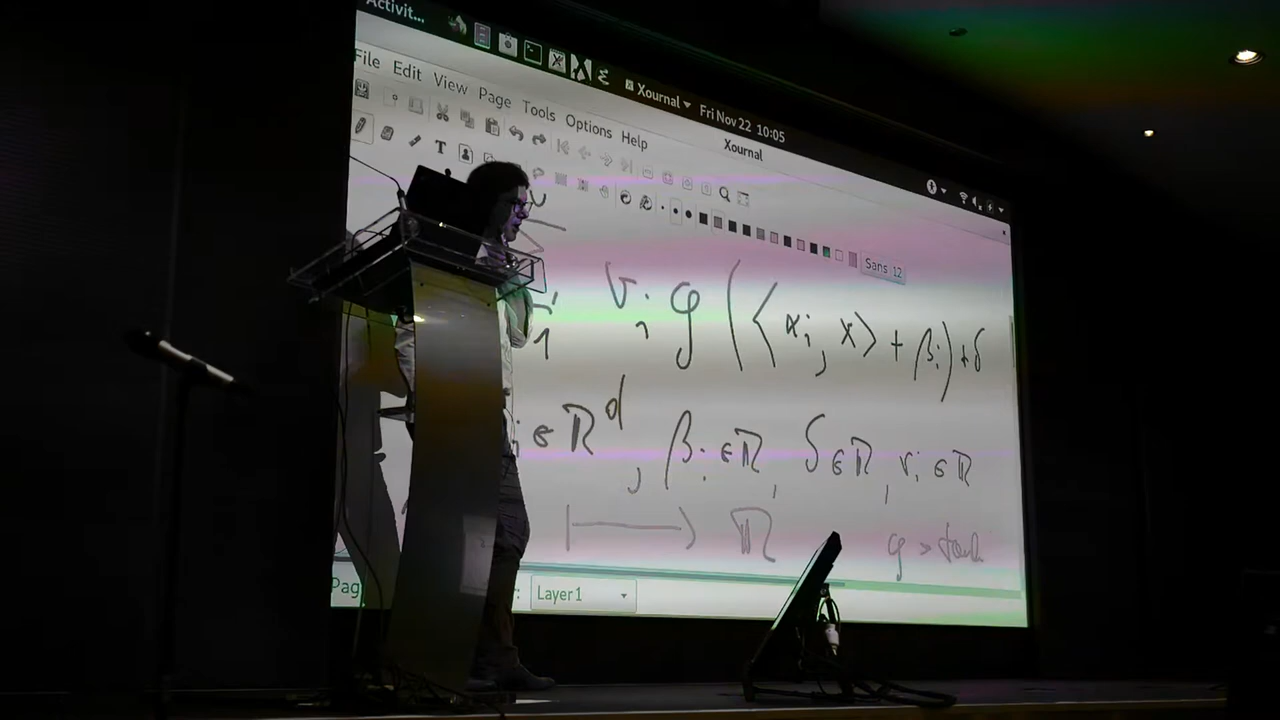 Activit...
Xournal Fri Nov 22 10:05
Xournal
File Edit View Page Tools Options Help
T
Sans 12
v_i g ( < α_i , x > + β_i ) + δ
i ∈ ℝ^d , β_i ∈ ℝ , δ ∈ ℝ , v_i ∈ ℝ
|⟶ ℝ
Pag : Layer 1